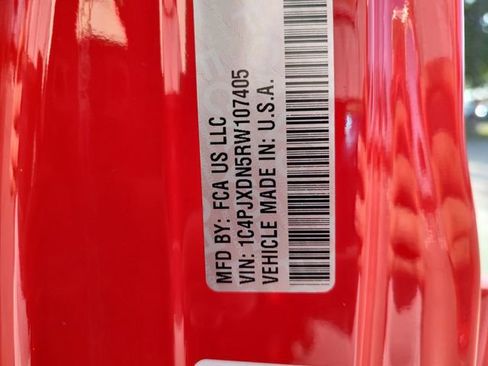 MFD BY: FCA US LLC
VIN: 1C4PJXDN5RW107405
VEHICLE MADE IN: U.S.A.